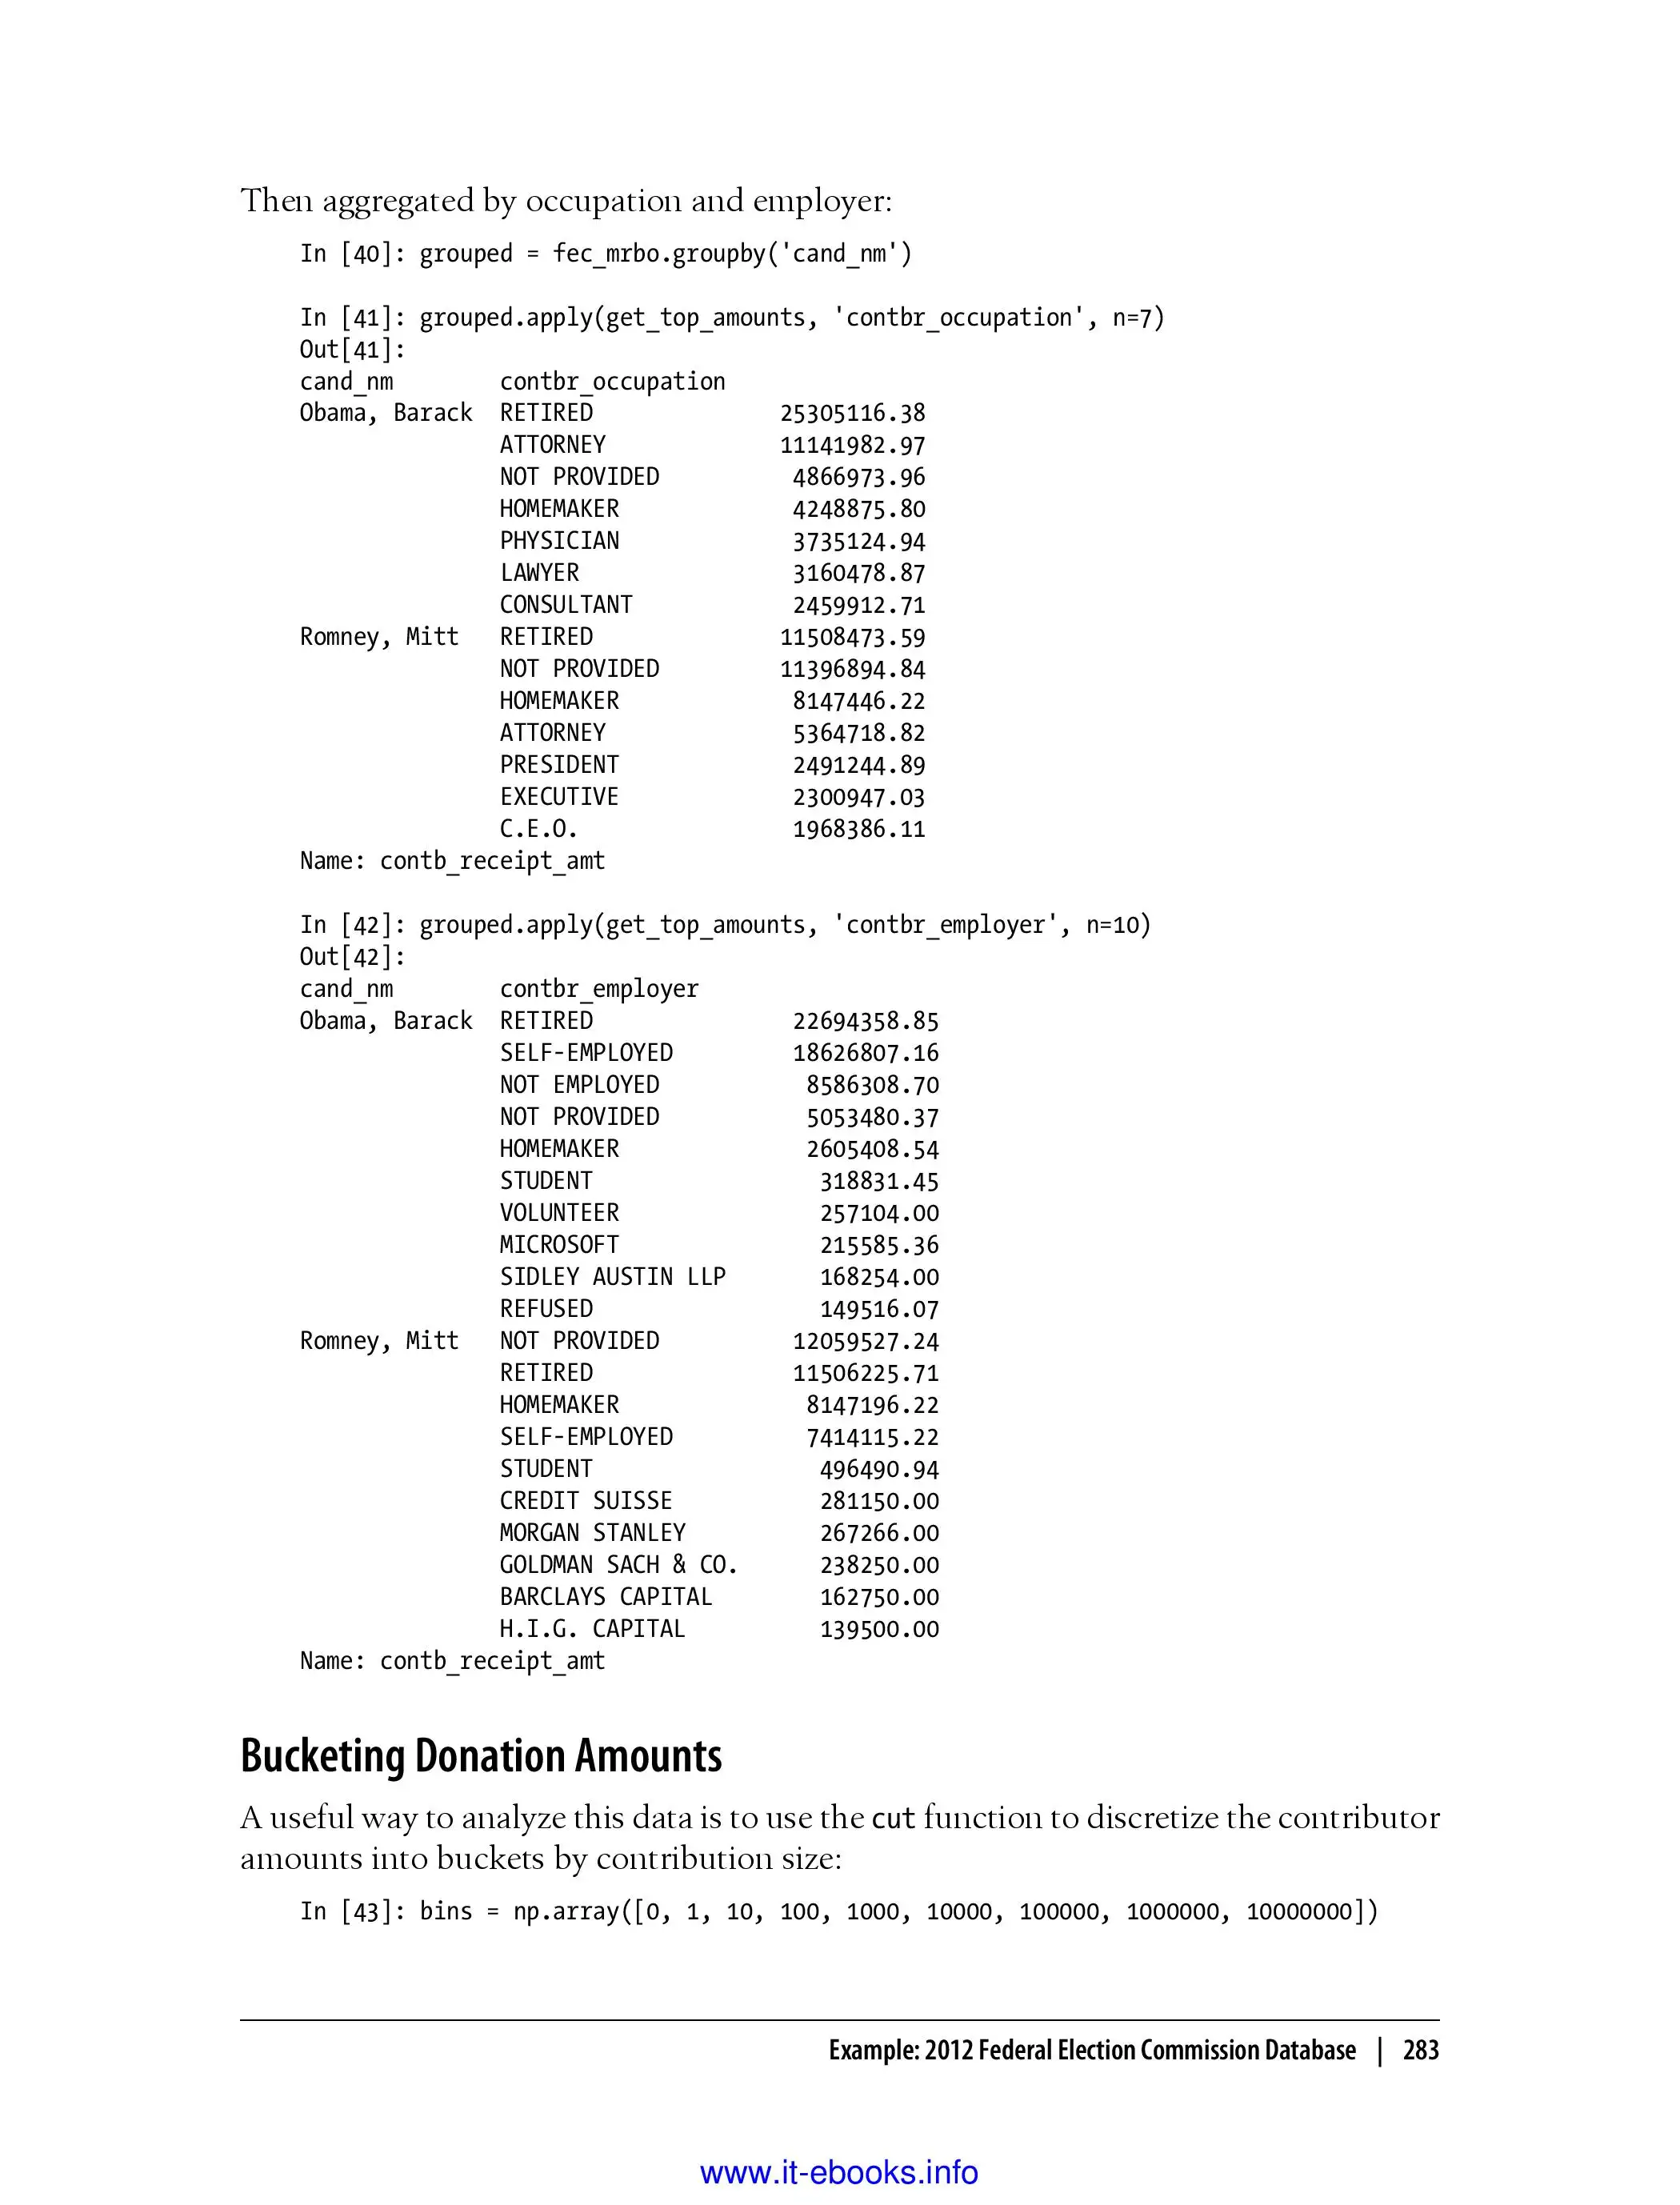 Then aggregated by occupation and employer:
In [40]: grouped = fec_mrbo.groupby('cand_nm')
In [41]: grouped.apply(get_top_amounts, 'contbr_occupation', n=7)
Out[41]:
cand_nm        contbr_occupation
Obama, Barack  RETIRED              25305116.38
               ATTORNEY             11141982.97
               NOT PROVIDED          4866973.96
               HOMEMAKER             4248875.80
               PHYSICIAN             3735124.94
               LAWYER                3160478.87
               CONSULTANT            2459912.71
Romney, Mitt   RETIRED              11508473.59
               NOT PROVIDED         11396894.84
               HOMEMAKER             8147446.22
               ATTORNEY              5364718.82
               PRESIDENT             2491244.89
               EXECUTIVE             2300947.03
               C.E.O.                1968386.11
Name: contb_receipt_amt
In [42]: grouped.apply(get_top_amounts, 'contbr_employer', n=10)
Out[42]:
cand_nm        contbr_employer
Obama, Barack  RETIRED               22694358.85
               SELF-EMPLOYED         18626807.16
               NOT EMPLOYED           8586308.70
               NOT PROVIDED           5053480.37
               HOMEMAKER              2605408.54
               STUDENT                 318831.45
               VOLUNTEER               257104.00
               MICROSOFT               215585.36
               SIDLEY AUSTIN LLP       168254.00
               REFUSED                 149516.07
Romney, Mitt   NOT PROVIDED          12059527.24
               RETIRED               11506225.71
               HOMEMAKER              8147196.22
               SELF-EMPLOYED          7414115.22
               STUDENT                 496490.94
               CREDIT SUISSE           281150.00
               MORGAN STANLEY          267266.00
               GOLDMAN SACH & CO.      238250.00
               BARCLAYS CAPITAL        162750.00
               H.I.G. CAPITAL          139500.00
Name: contb_receipt_amt
Bucketing Donation Amounts
A useful way to analyze this data is to use the cut function to discretize the contributor
amounts into buckets by contribution size:
In [43]: bins = np.array([0, 1, 10, 100, 1000, 10000, 100000, 1000000, 10000000])
Example: 2012 Federal Election Commission Database | 283
www.it-ebooks.info